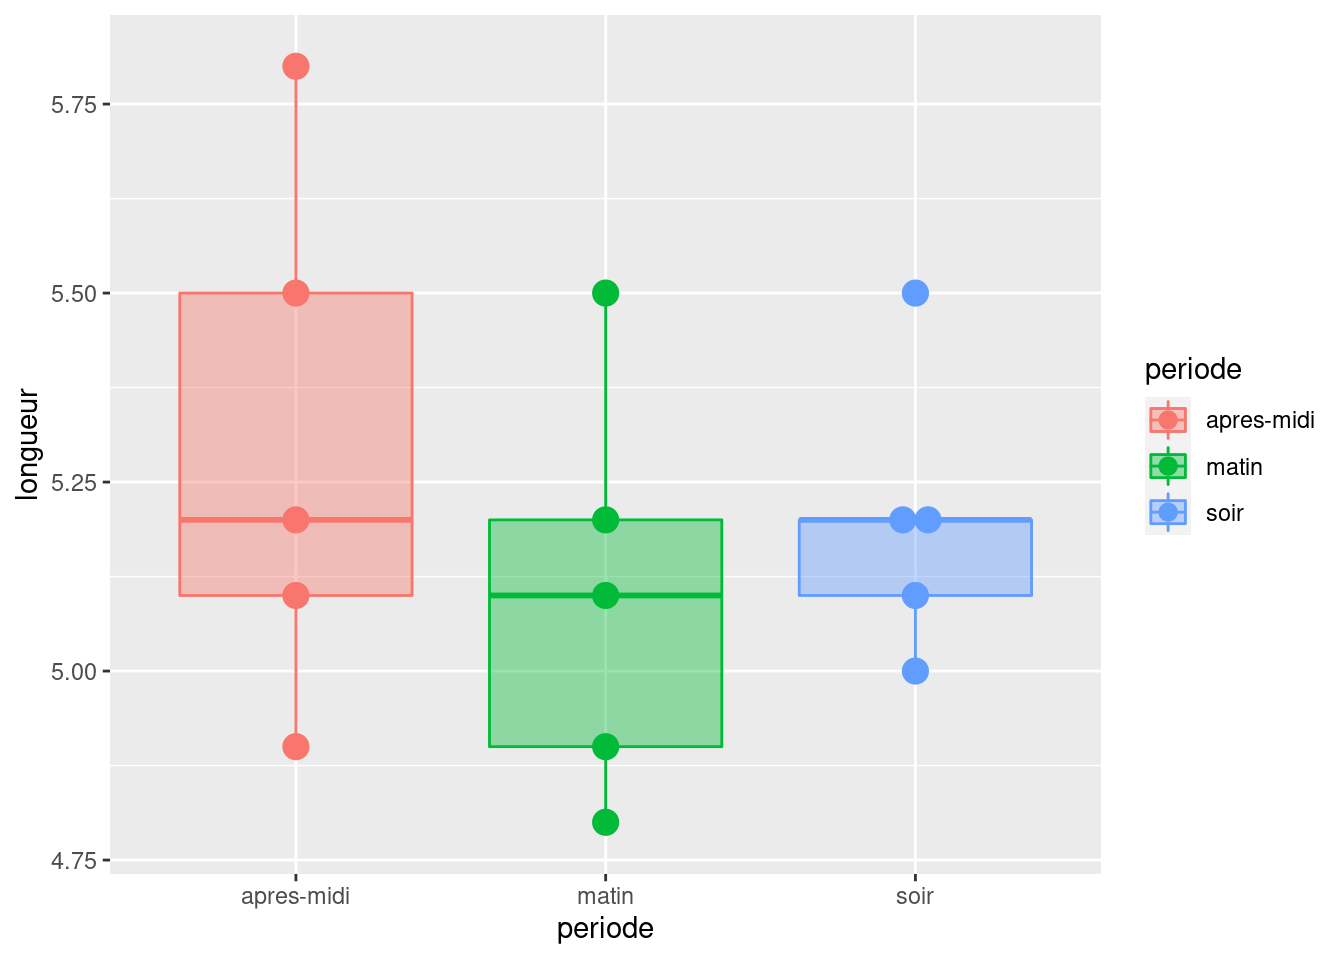 longueur
5.75
5.50
5.25
5.00
4.75
apres-midi
matin
soir
periode
periode
apres-midi
matin
soir